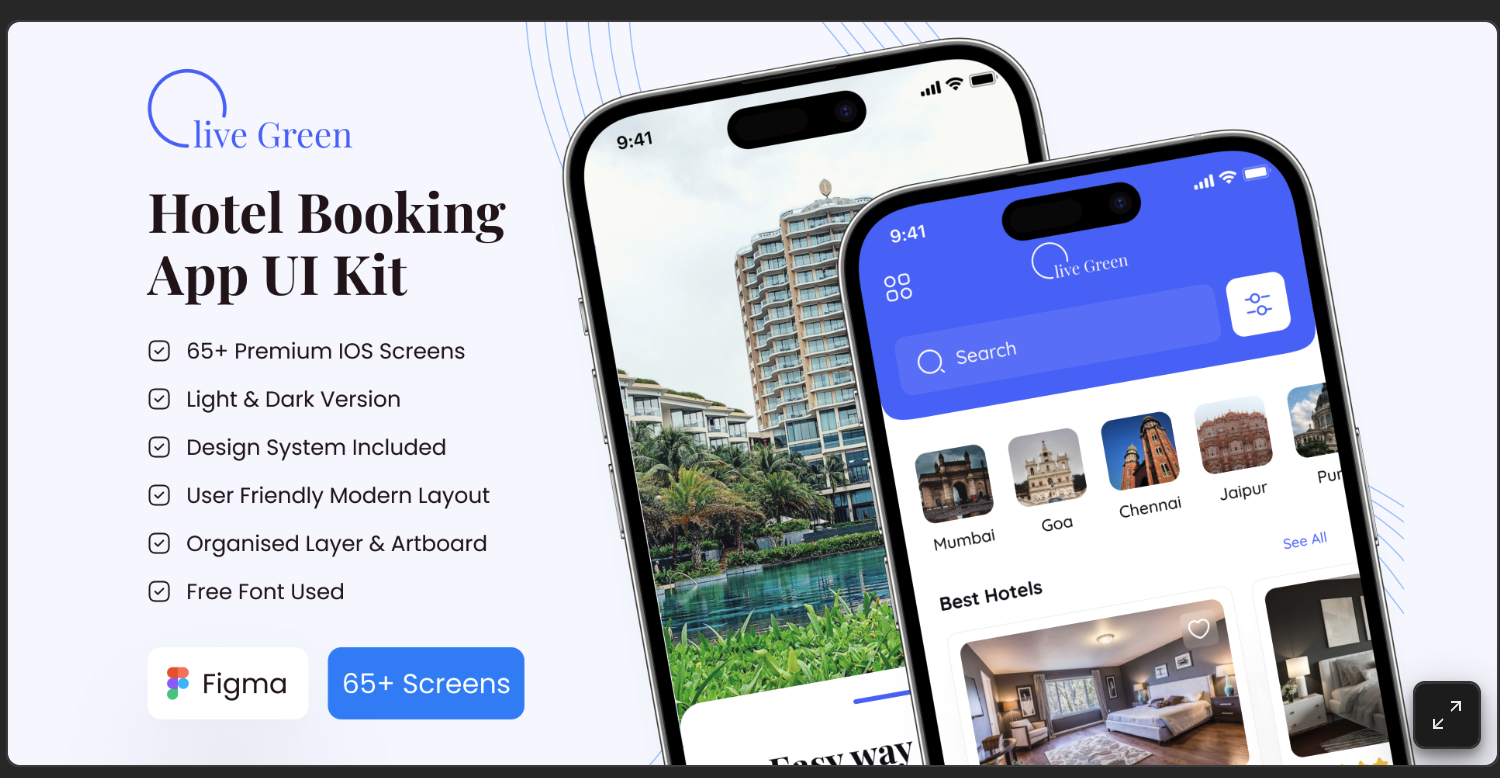 Olive Green
Hotel Booking
App UI Kit
65+ Premium IOS Screens
Light & Dark Version
Design System Included
User Friendly Modern Layout
Organised Layer & Artboard
Free Font Used
Figma
65+ Screens
9:41
Easy way
9:41
Olive Green
Search
Mumbai
Goa
Chennai
Jaipur
See All
Best Hotels